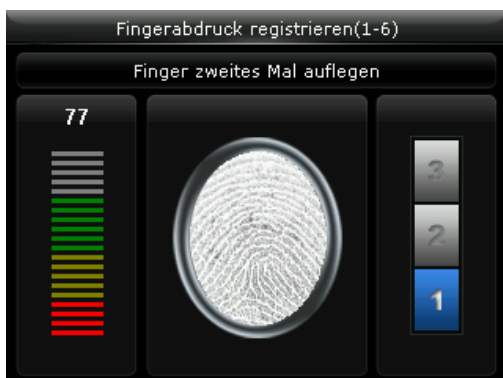 Fingerabdruck registrieren(1-6)
Finger zweites Mal auflegen
77
3
2
1